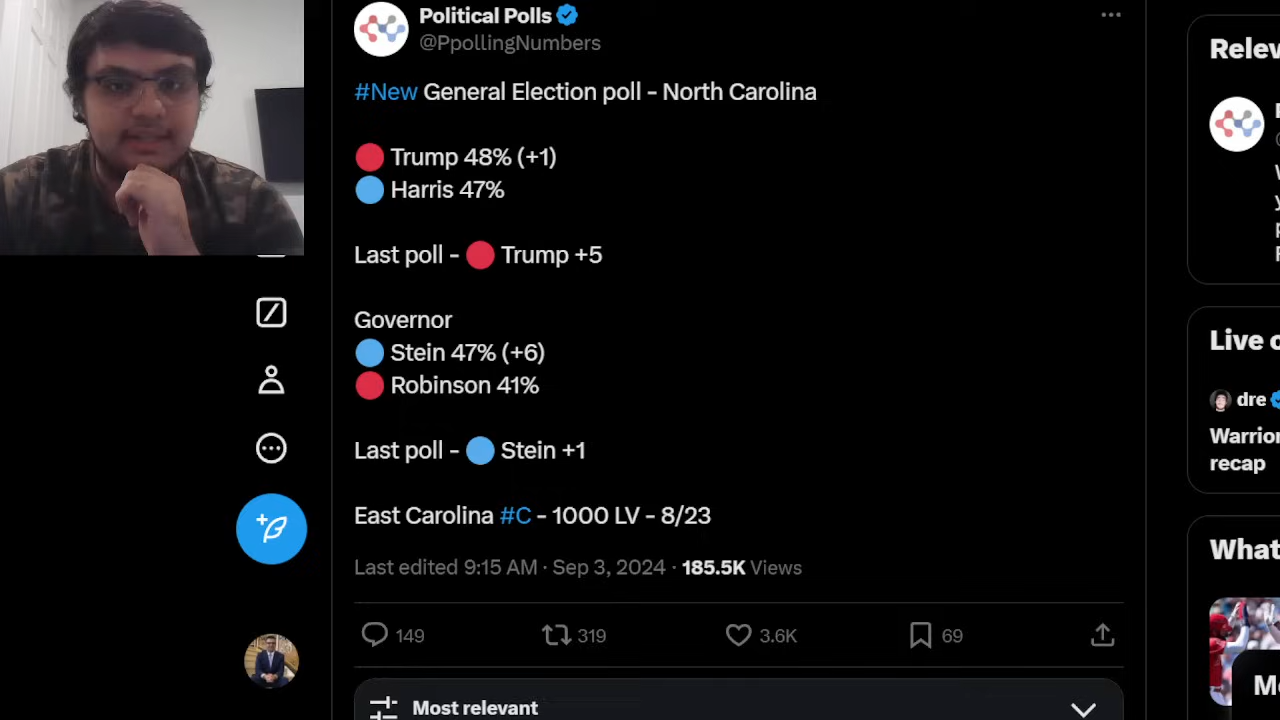 Political Polls
@PpollingNumbers
#New General Election poll - North Carolina
Trump 48% (+1)
Harris 47%
Last poll - Trump +5
Governor
Stein 47% (+6)
Robinson 41%
Last poll - Stein +1
East Carolina #C - 1000 LV - 8/23
Last edited 9:15 AM · Sep 3, 2024 · 185.5K Views
149
319
3.6K
69
Most relevant
Live o
dre
Warrior
recap
What